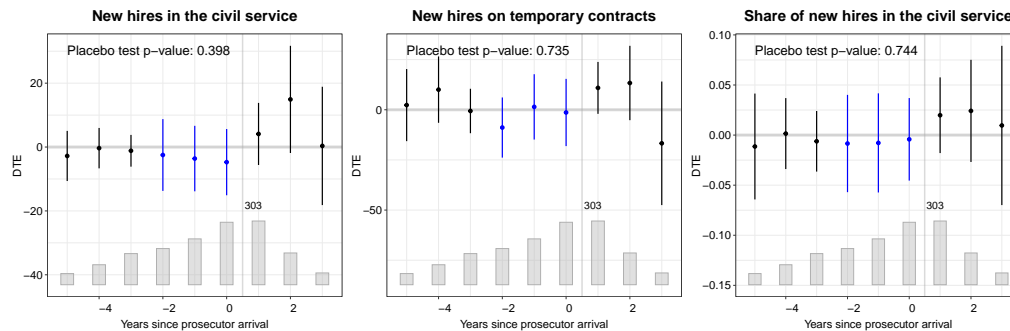 New hires in the civil service
Placebo test p-value: 0.398
20
0
−20
−40
DTE
303
−4
−2
0
2
Years since prosecutor arrival
New hires on temporary contracts
Placebo test p-value: 0.735
0
−50
DTE
303
−4
−2
0
2
Years since prosecutor arrival
Share of new hires in the civil service
Placebo test p-value: 0.744
0.10
0.05
0.00
−0.05
−0.10
−0.15
DTE
303
−4
−2
0
2
Years since prosecutor arrival